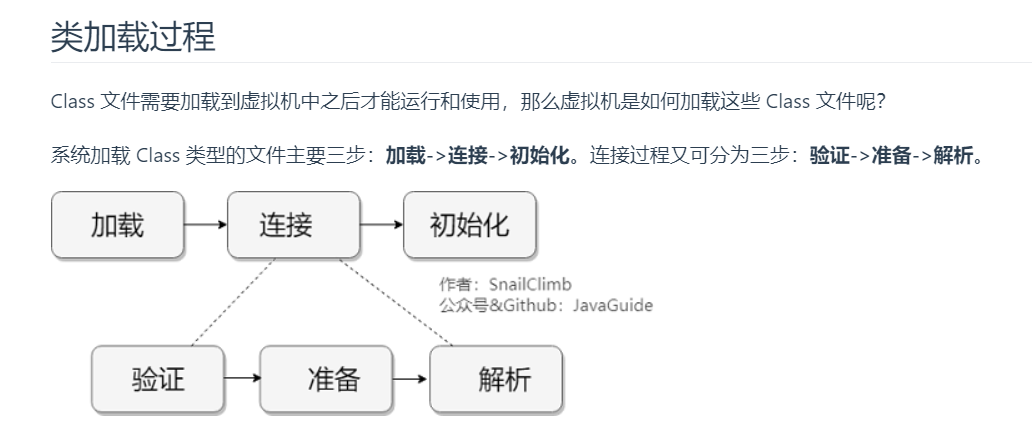 类加载过程
Class 文件需要加载到虚拟机中之后才能运行和使用，那么虚拟机是如何加载这些 Class 文件呢？
系统加载 Class 类型的文件主要三步：加载->连接->初始化。连接过程又可分为三步：验证->准备->解析。
加载
连接
初始化
作者：SnailClimb
公众号&Github：JavaGuide
验证
准备
解析